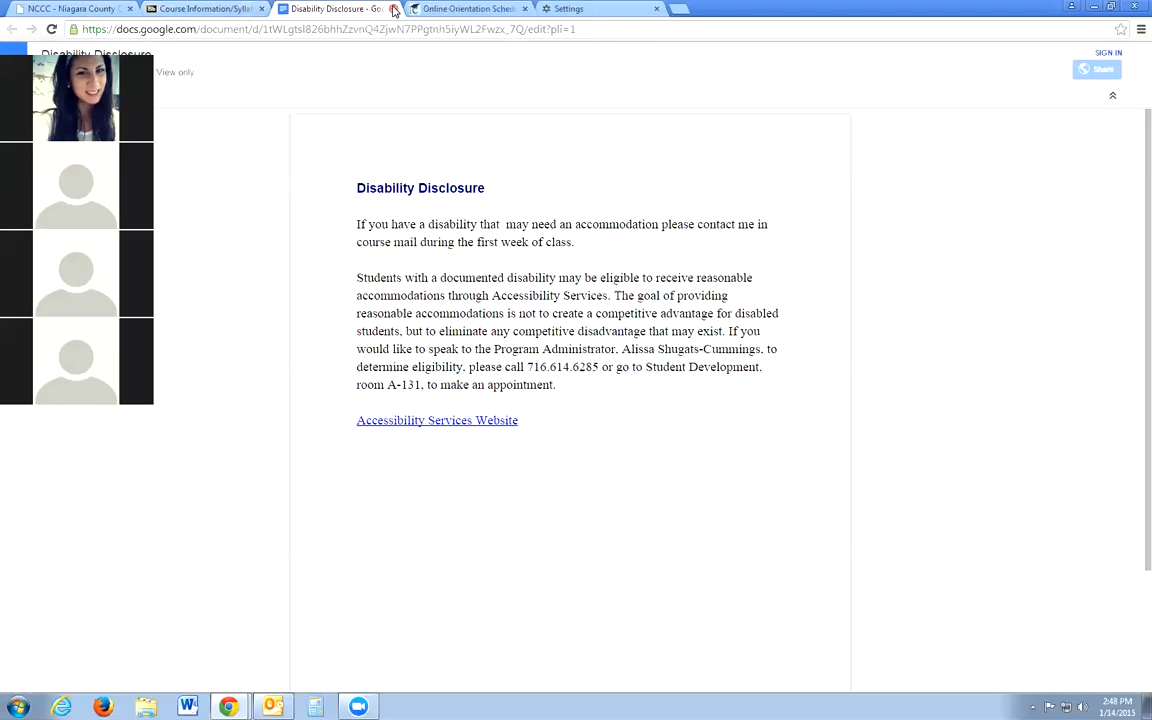 NCCC - Niagara County C
Course Information/Syllab
Disability Disclosure - Goo
Online Orientation Schedu
Settings
https://docs.google.com/document/d/1tWLgtsl826bhhZzvnQ4ZjwN7PPgtnh5iyWL2Fwzx_7Q/edit?pli=1
Disability Disclosure
SIGN IN
View only
Share
Disability Disclosure
If you have a disability that may need an accommodation please contact me in
course mail during the first week of class.
Students with a documented disability may be eligible to receive reasonable
accommodations through Accessibility Services. The goal of providing
reasonable accommodations is not to create a competitive advantage for disabled
students, but to eliminate any competitive disadvantage that may exist. If you
would like to speak to the Program Administrator, Alissa Shugats-Cummings, to
determine eligibility, please call 716.614.6285 or go to Student Development,
room A-131, to make an appointment.
Accessibility Services Website
2:48 PM
1/14/2015